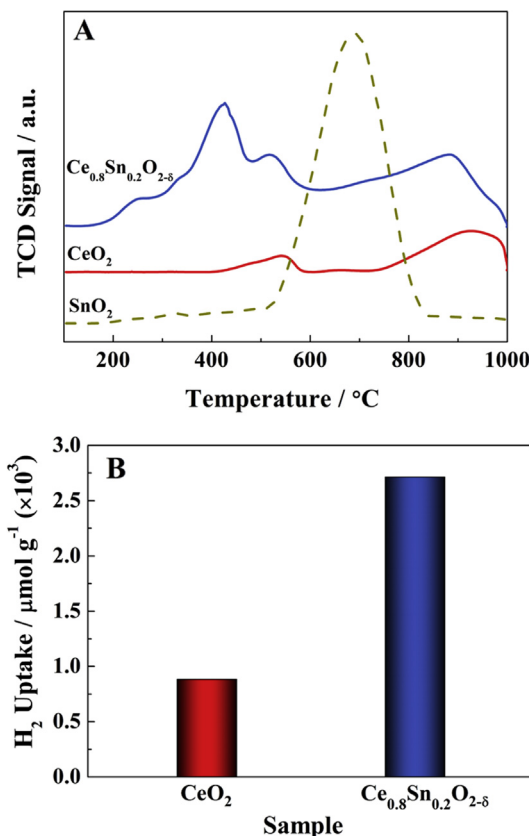 A
TCD Signal / a.u.
Ce₀.₈Sn₀.₂O₂₋δ
CeO₂
SnO₂
200 400 600 800 1000
Temperature / °C
B
H₂ Uptake / μmol g⁻¹ (×10³)
3.0
2.5
2.0
1.5
1.0
0.5
0.0
CeO₂ Ce₀.₈Sn₀.₂O₂₋δ
Sample